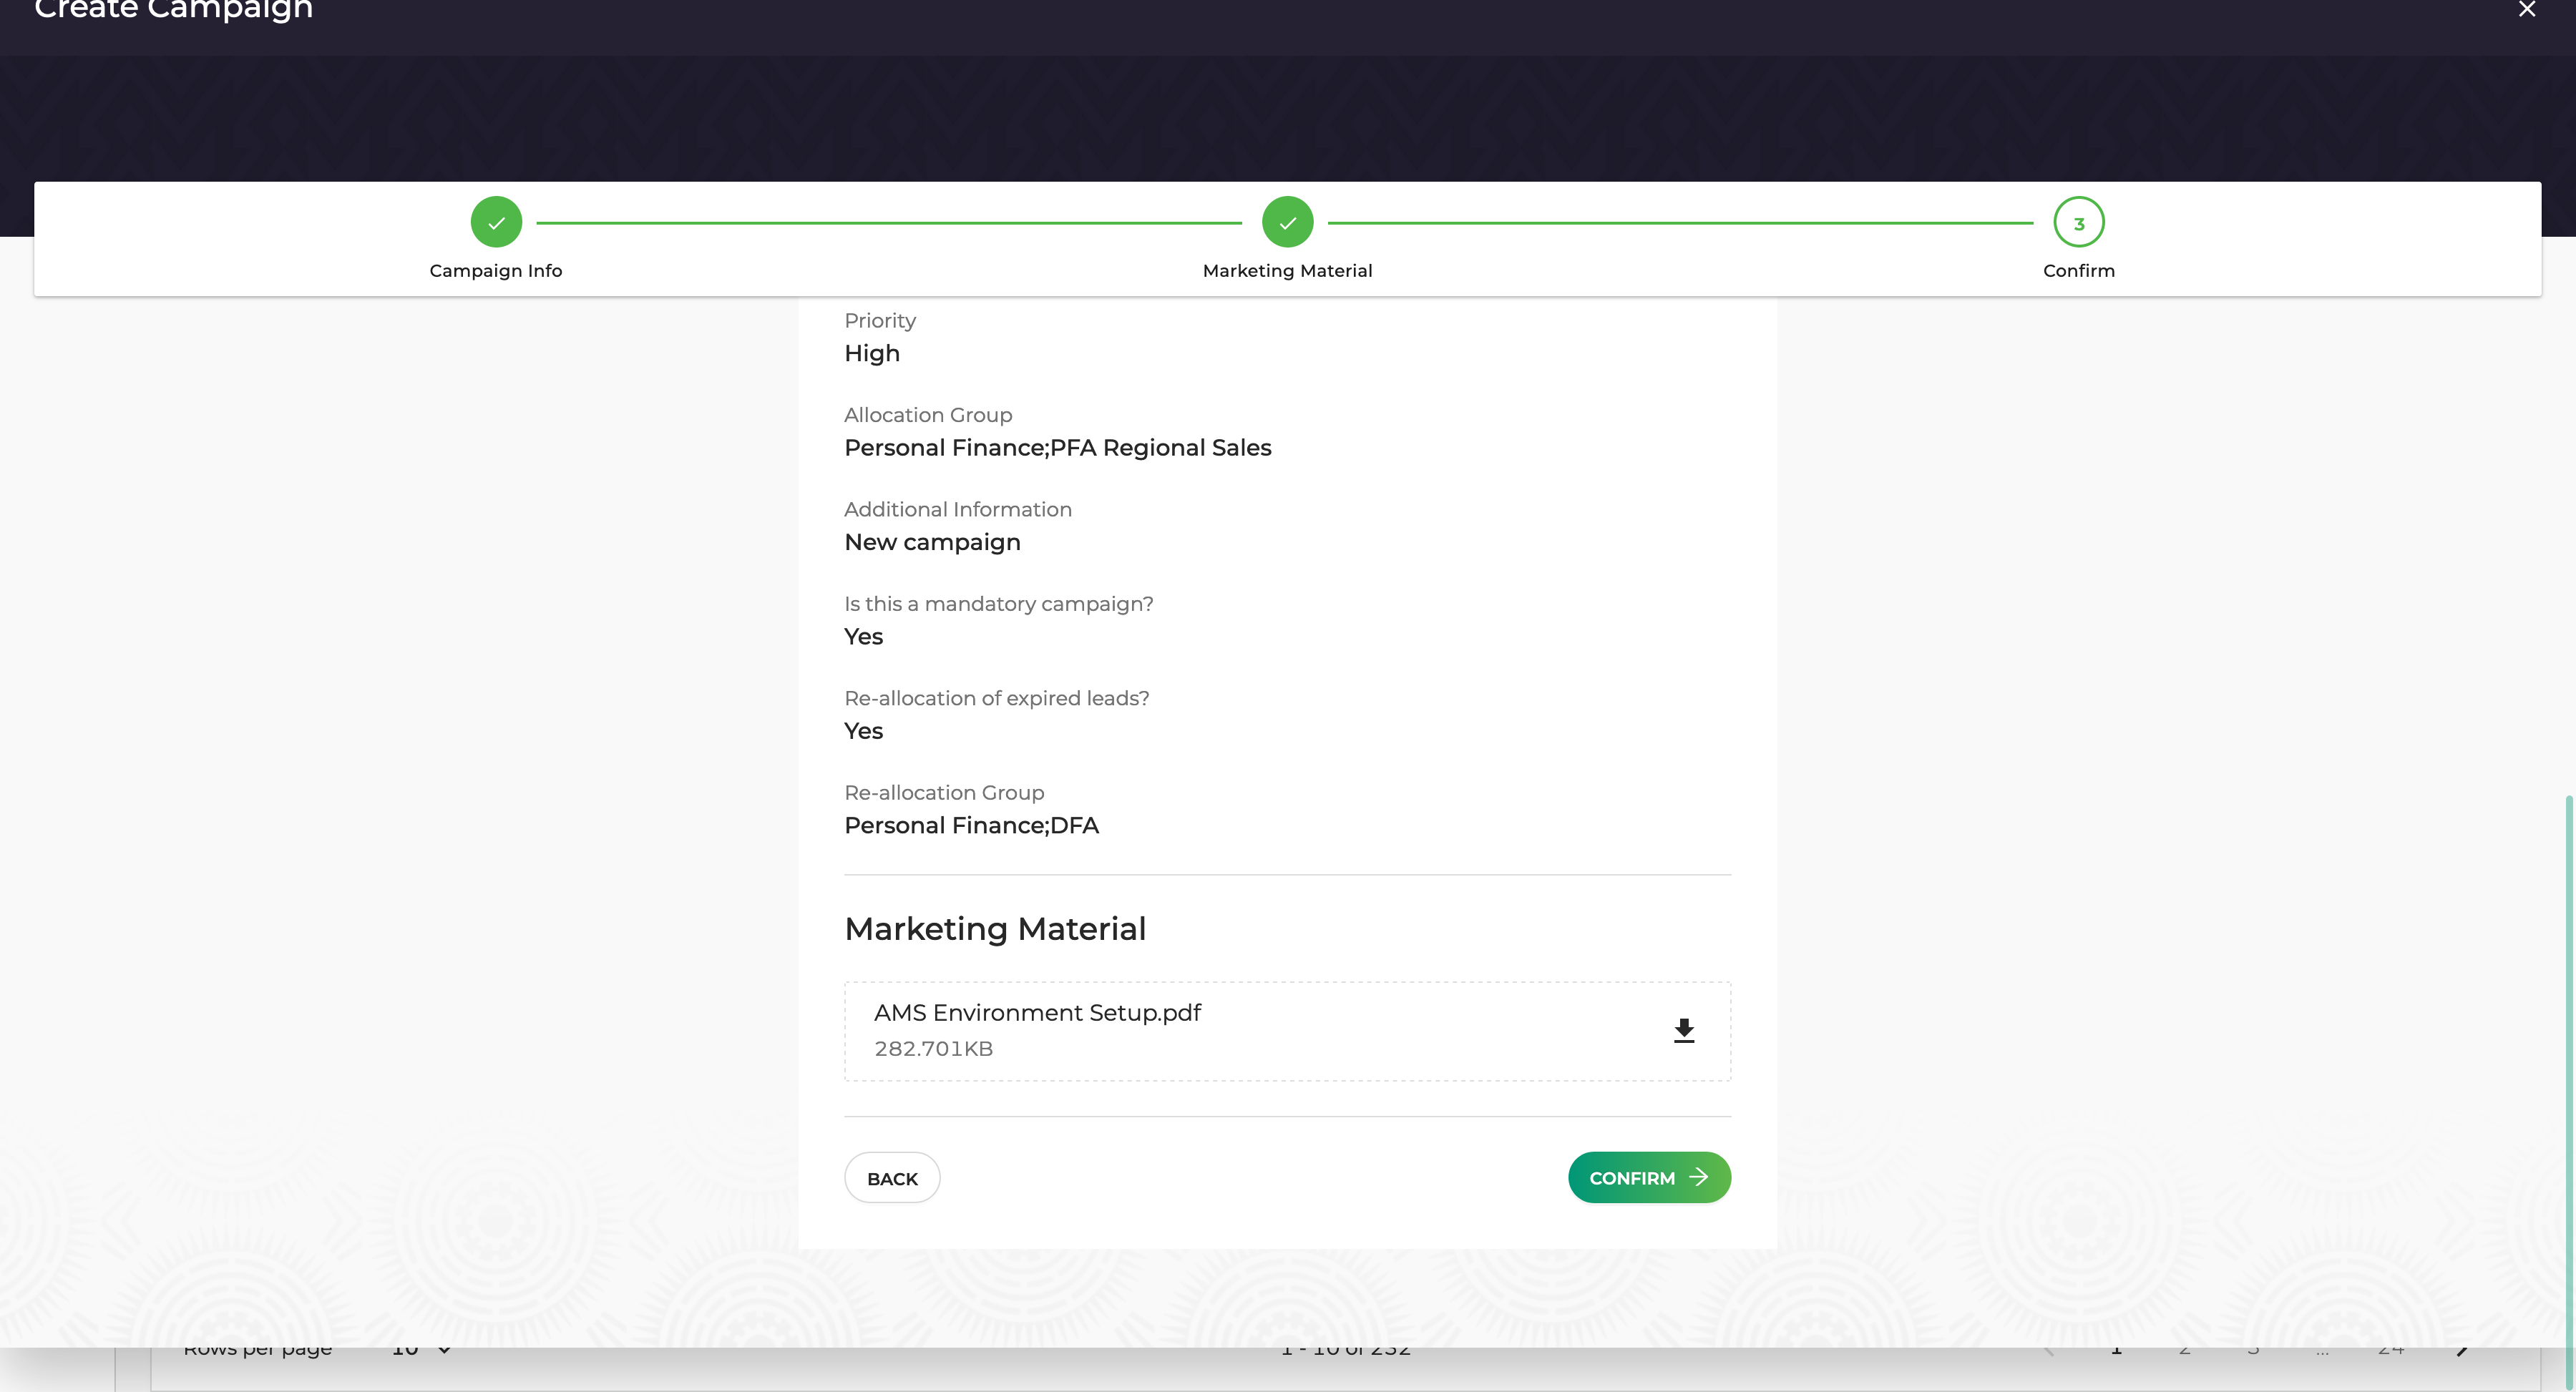 Create Campaign
3
Campaign Info
Marketing Material
Confirm
Priority
High
Allocation Group
Personal Finance;PFA Regional Sales
Additional Information
New campaign
Is this a mandatory campaign?
Yes
Re-allocation of expired leads?
Yes
Re-allocation Group
Personal Finance;DFA
Marketing Material
AMS Environment Setup.pdf
282.701KB
BACK
CONFIRM
Rows per page 10
1 - 10 of 232
1 2 3 ... 24